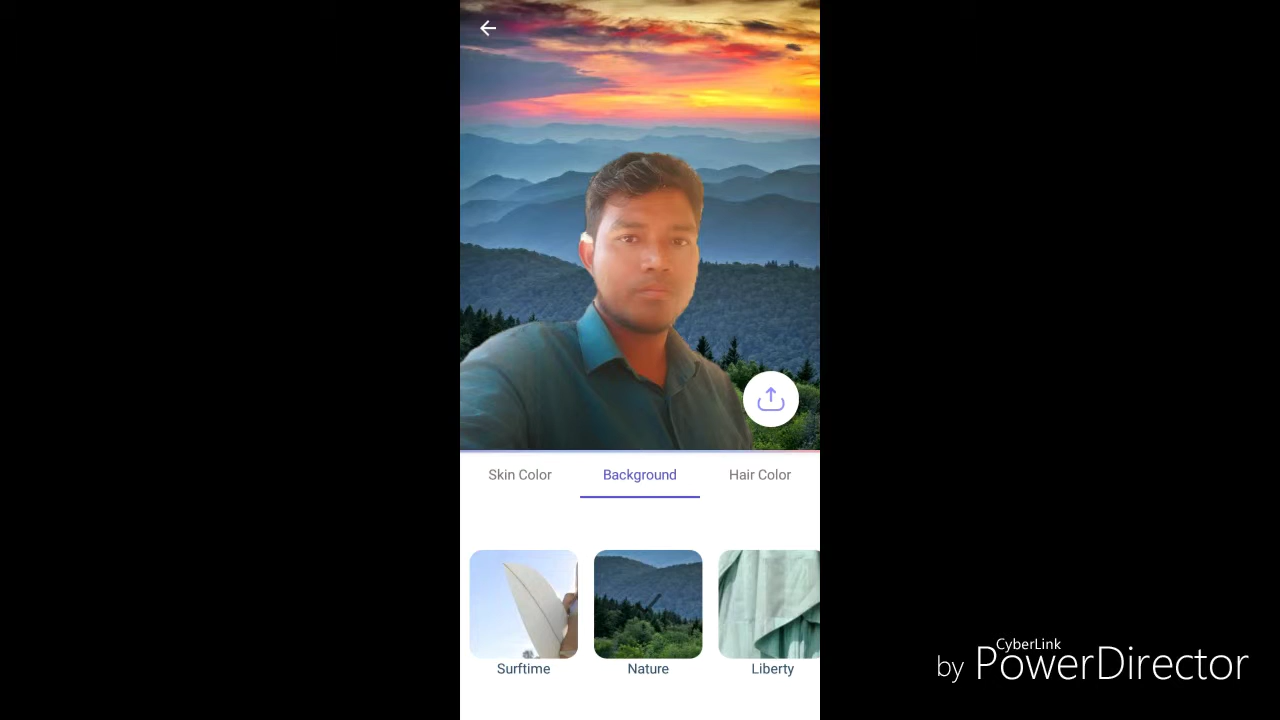 Skin Color
Background
Hair Color
Surftime
Nature
Liberty
CyberLink
by PowerDirector